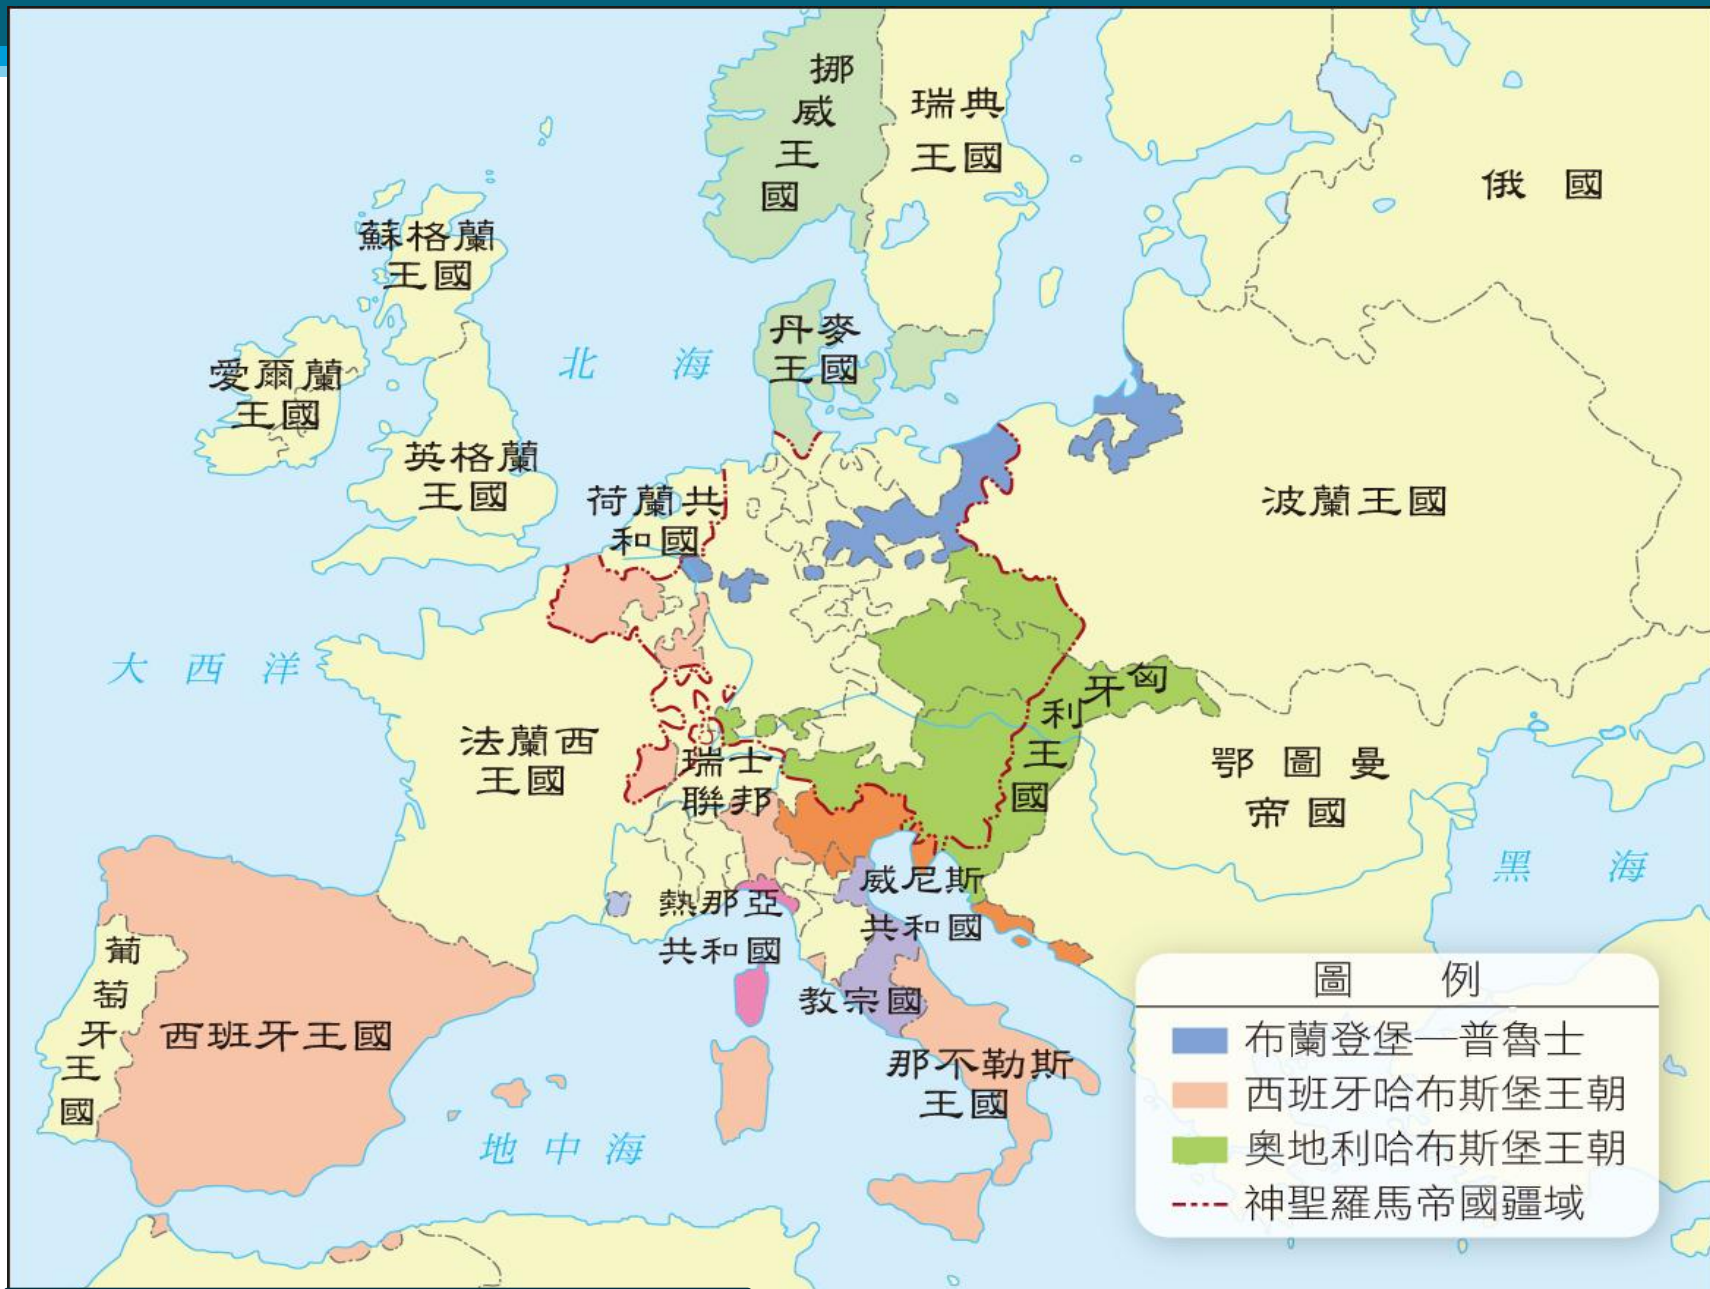 挪威王國
瑞典
王國
俄國
蘇格蘭
王國
愛爾蘭
王國
北海
丹麥
王國
英格蘭
王國
荷蘭共
和國
波蘭王國
大西洋
匈牙利王國
法蘭西
王國
瑞士
聯邦
鄂圖曼
帝國
黑海
熱那亞
共和國
威尼斯
共和國
葡萄牙王國
西班牙王國
教宗國
那不勒斯
王國
地中海
圖例
布蘭登堡—普魯士
西班牙哈布斯堡王朝
奧地利哈布斯堡王朝
神聖羅馬帝國疆域